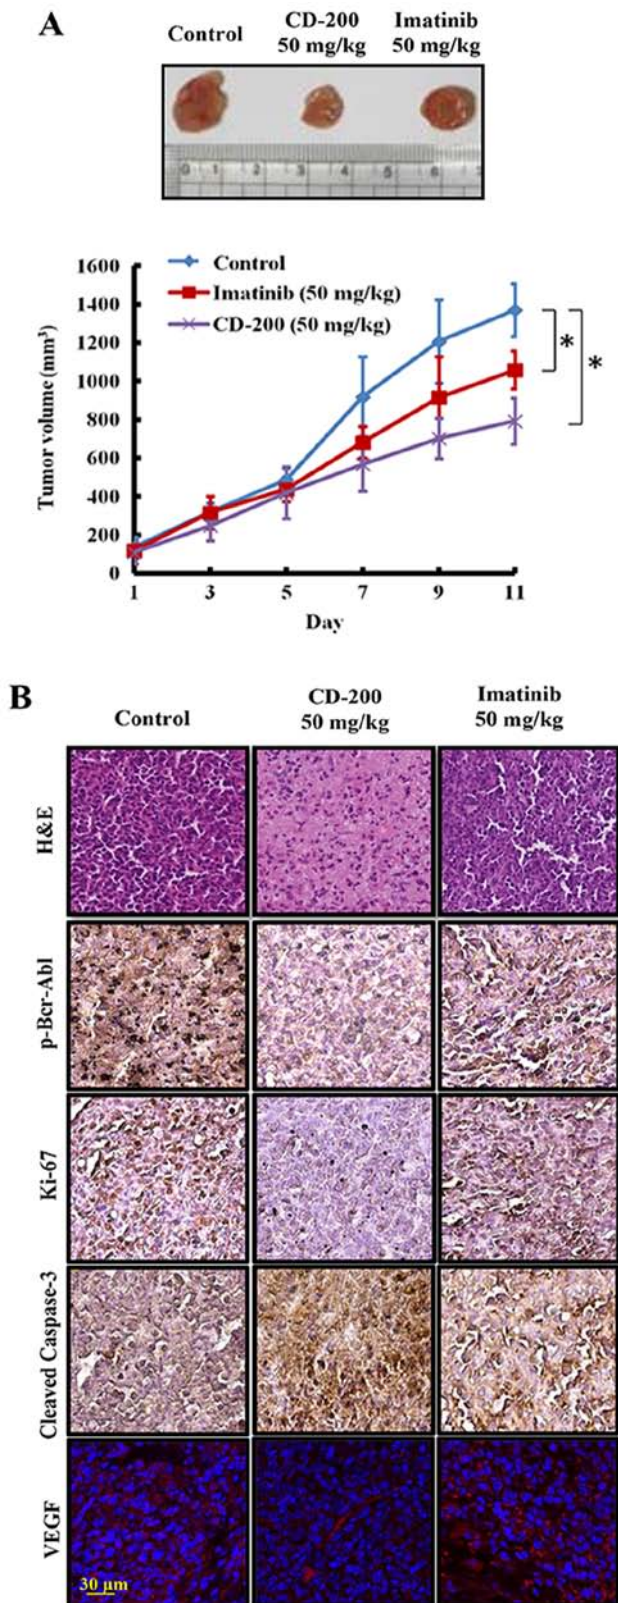 A
Control
CD-200
50 mg/kg
Imatinib
50 mg/kg
0 1 2 3 4 5 6
1600
1400
1200
1000
800
600
400
200
0
Tumor volume (mm³)
Control
Imatinib (50 mg/kg)
CD-200 (50 mg/kg)
*
*
1 3 5 7 9 11
Day
B
Control
CD-200
50 mg/kg
Imatinib
50 mg/kg
H&E
p-Bcr-Abl
Ki-67
Cleaved Caspase-3
VEGF
30 µm